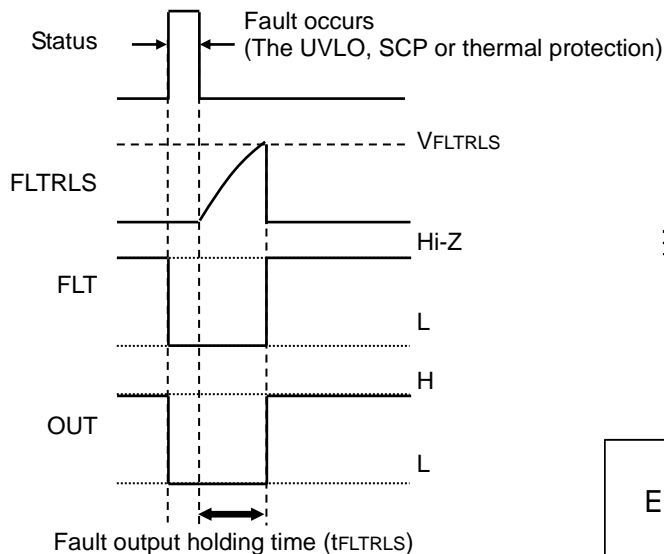 Status
Fault occurs
(The UVLO, SCP or thermal protection)
VFLTRLS
FLTRLS
Hi-Z
FLT
L
H
OUT
L
E
Fault output holding time (tFLTRLS)